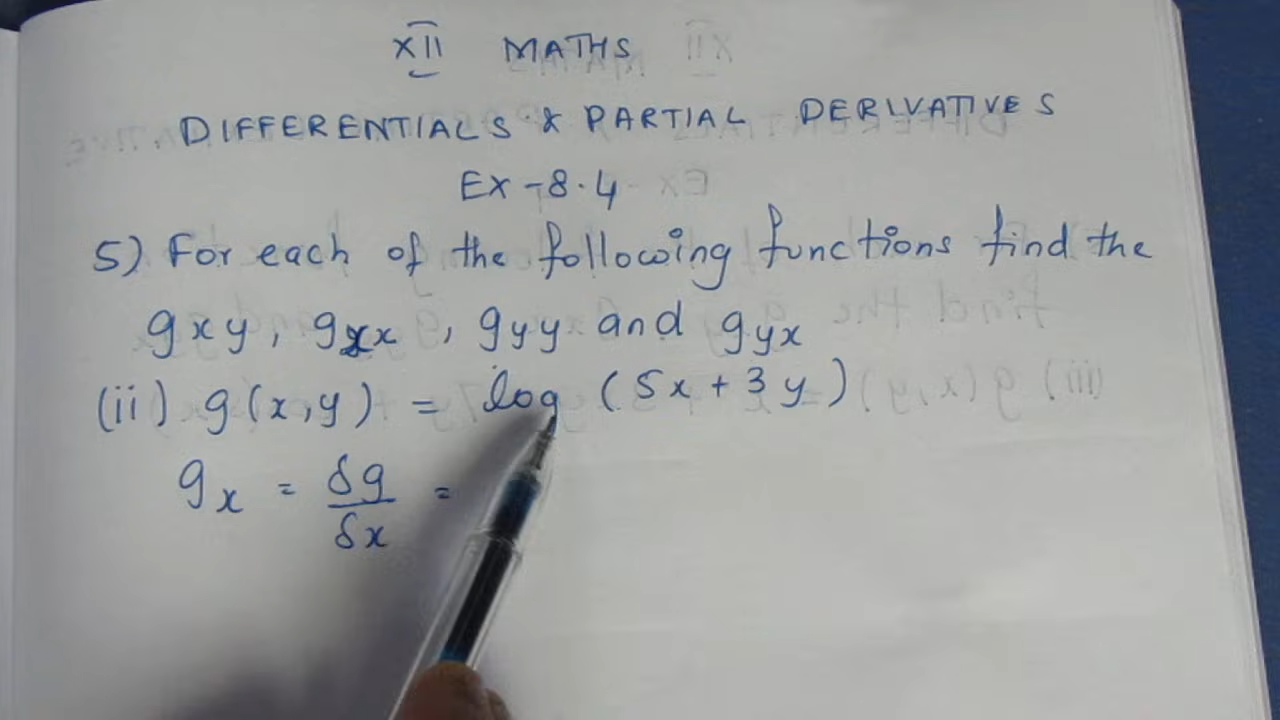 XII MATHS
DIFFERENTIALS & PARTIAL DERIVATIVES
EX-8.4
5) For each of the following functions find the
gxy, gxx, gyy and gyx
(ii) g(x,y) = log (5x+3y)
gx = δg/δx =